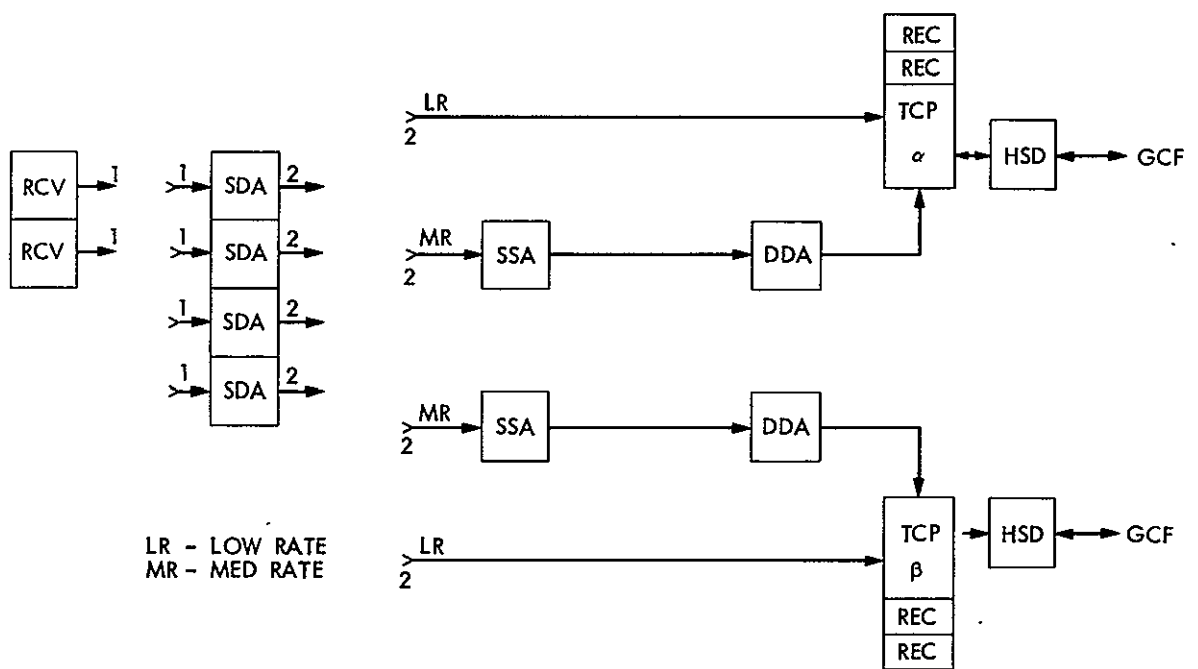 REC
REC
TCP
α
HSD
GCF
LR
2
RCV
1
RCV
1
1
SDA
2
1
SDA
2
1
SDA
2
1
SDA
2
MR
2
SSA
DDA
MR
2
SSA
DDA
LR
2
TCP
β
REC
REC
HSD
GCF
LR – LOW RATE
MR – MED RATE